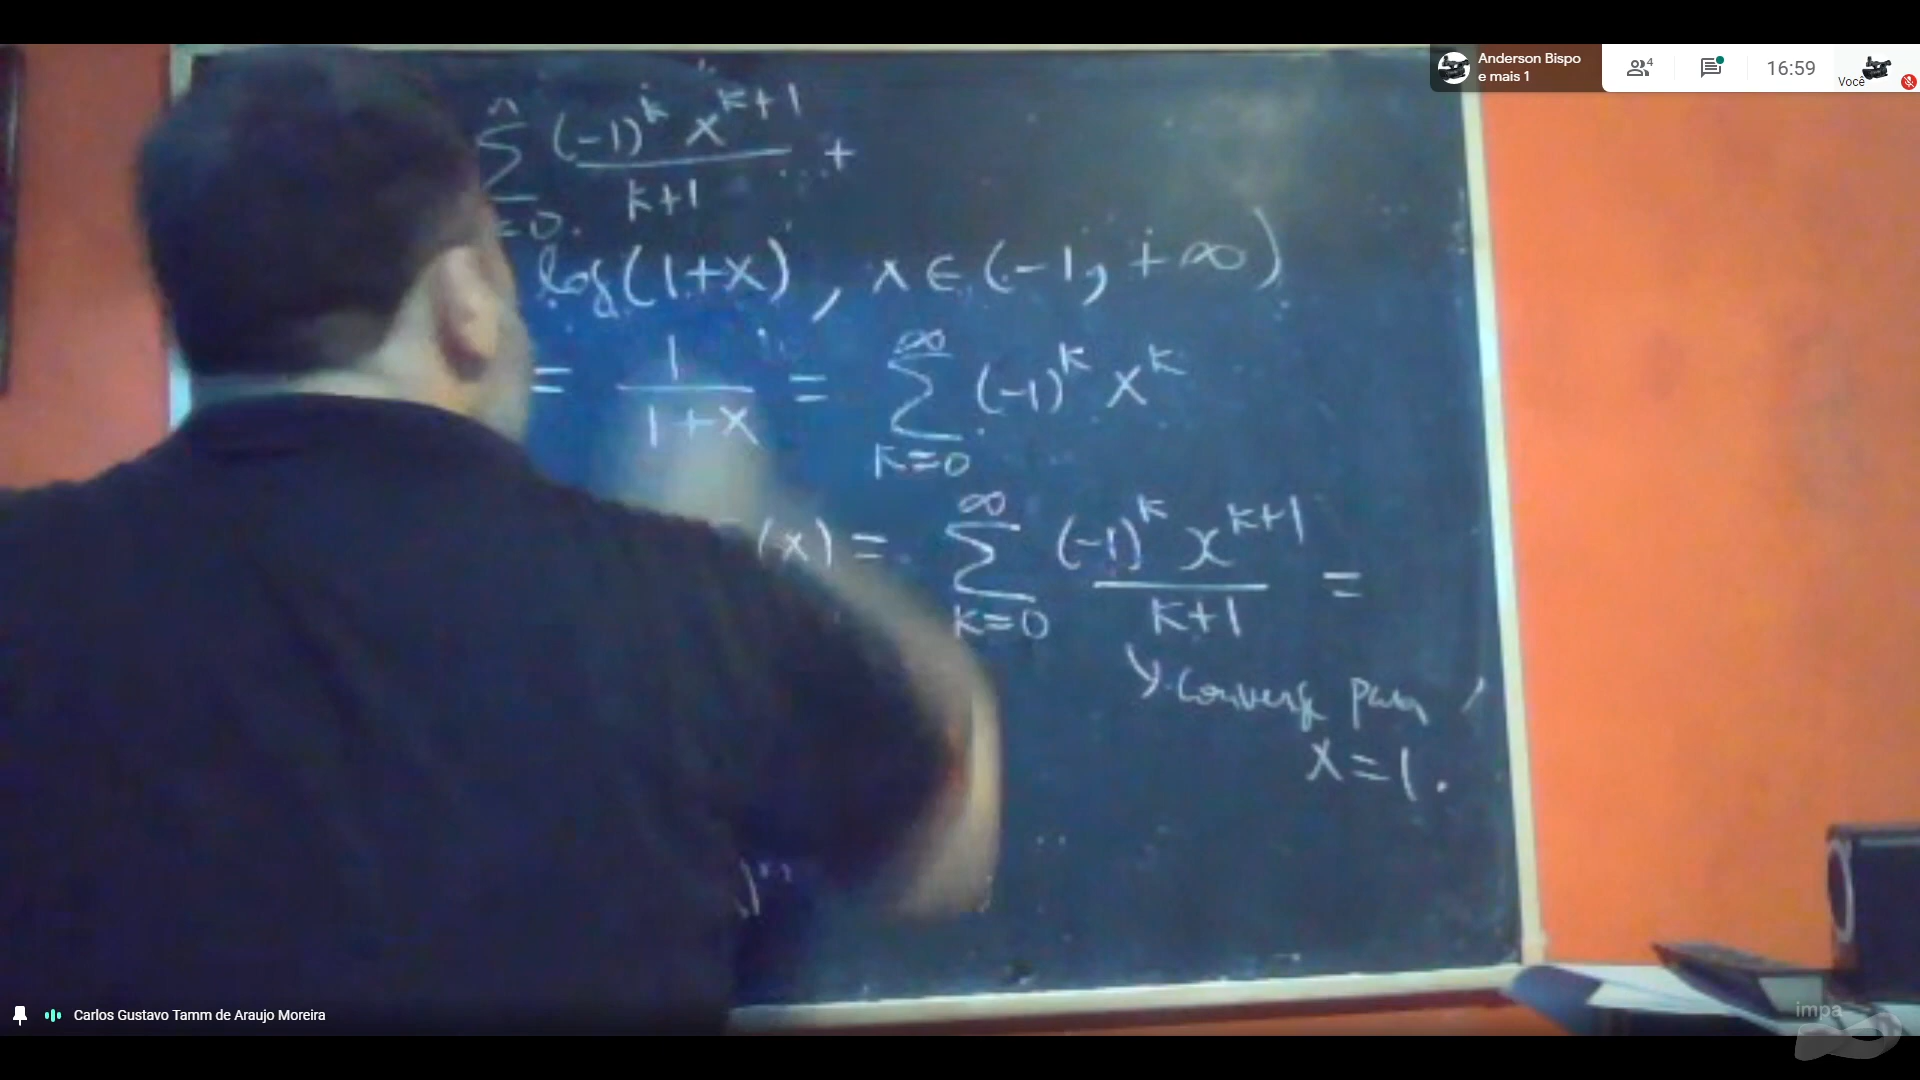 Anderson Bispo
e mais 1
4
16:59
Você
n
∑ (-1)^k x^{k+1} / k+1 +
=0
log(1+x), x ∈ (-1, +∞)
= 1/(1+x) = ∑_{k=0}^{∞} (-1)^k x^k
(x) = ∑_{k=0}^{∞} (-1)^k x^{k+1} / k+1 =
↘ converge para
x=1.
Carlos Gustavo Tamm de Araujo Moreira
impa